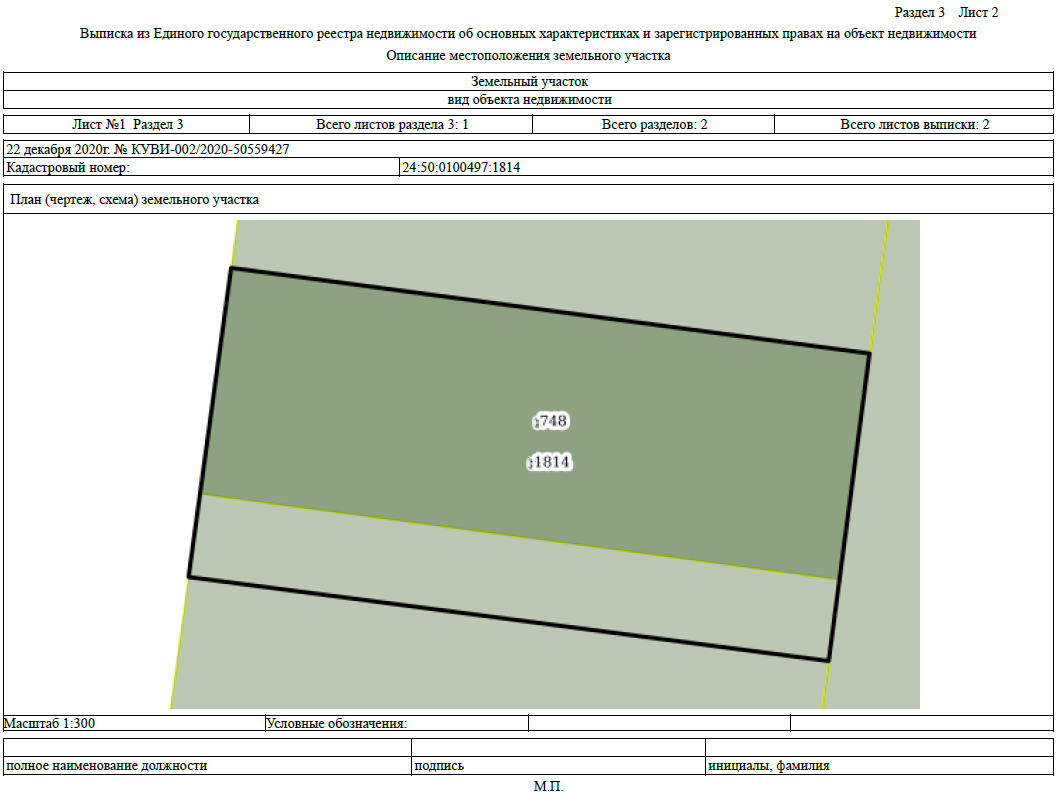 Раздел 3 Лист 2
Выписка из Единого государственного реестра недвижимости об основных характеристиках и зарегистрированных правах на объект недвижимости
Описание местоположения земельного участка
Земельный участок
вид объекта недвижимости
Лист №1 Раздел 3 Всего листов раздела 3: 1 Всего разделов: 2 Всего листов выписки: 2
22 декабря 2020г. № КУВИ-002/2020-50559427
Кадастровый номер: 24:50:0100497:1814
План (чертеж, схема) земельного участка
:748
:1814
Масштаб 1:300 Условные обозначения:
полное наименование должности подпись инициалы, фамилия
М.П.